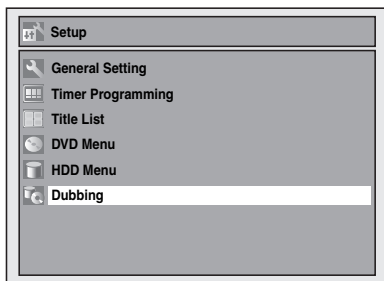 Setup
General Setting
Timer Programming
Title List
DVD Menu
HDD Menu
Dubbing